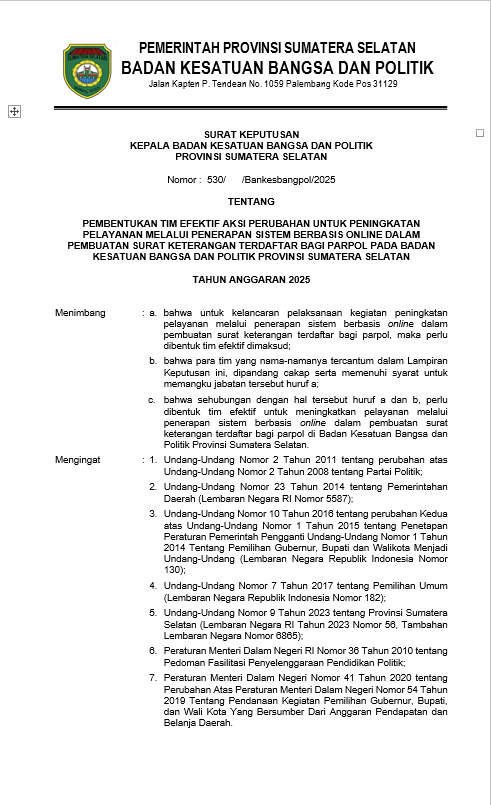 PEMERINTAH PROVINSI SUMATERA SELATAN
BADAN KESATUAN BANGSA DAN POLITIK
Jalan Kapten P. Tendean No. 1059 Palembang Kode Pos 31129
SURAT KEPUTUSAN
KEPALA BADAN KESATUAN BANGSA DAN POLITIK
PROVINSI SUMATERA SELATAN
Nomor : 530/ /Bankesbangpol/2025
TENTANG
PEMBENTUKAN TIM EFEKTIF AKSI PERUBAHAN UNTUK PENINGKATAN
PELAYANAN MELALUI PENERAPAN SISTEM BERBASIS ONLINE DALAM
PEMBUATAN SURAT KETERANGAN TERDAFTAR BAGI PARPOL PADA BADAN
KESATUAN BANGSA DAN POLITIK PROVINSI SUMATERA SELATAN
TAHUN ANGGARAN 2025
Menimbang : a. bahwa untuk kelancaran pelaksanaan kegiatan peningkatan
pelayanan melalui penerapan sistem berbasis online dalam
pembuatan surat keterangan terdaftar bagi parpol, maka perlu
dibentuk tim efektif dimaksud;
b. bahwa para tim yang nama-namanya tercantum dalam Lampiran
Keputusan ini, dipandang cakap serta memenuhi syarat untuk
memangku jabatan tersebut huruf a;
c. bahwa sehubungan dengan hal tersebut huruf a dan b, perlu
dibentuk tim efektif untuk meningkatkan pelayanan melalui
penerapan sistem berbasis online dalam pembuatan surat
keterangan terdaftar bagi parpol di Badan Kesatuan Bangsa dan
Politik Provinsi Sumatera Selatan.
Mengingat : 1. Undang-Undang Nomor 2 Tahun 2011 tentang perubahan atas
Undang-Undang Nomor 2 Tahun 2008 tentang Partai Politik;
2. Undang-Undang Nomor 23 Tahun 2014 tentang Pemerintahan
Daerah (Lembaran Negara RI Nomor 5587);
3. Undang-Undang Nomor 10 Tahun 2016 tentang perubahan Kedua
atas Undang-Undang Nomor 1 Tahun 2015 tentang Penetapan
Peraturan Pemerintah Pengganti Undang-Undang Nomor 1 Tahun
2014 Tentang Pemilihan Gubernur, Bupati dan Walikota Menjadi
Undang-Undang (Lembaran Negara Republik Indonesia Nomor
130);
4. Undang-Undang Nomor 7 Tahun 2017 tentang Pemilihan Umum
(Lembaran Negara Republik Indonesia Nomor 182);
5. Undang-Undang Nomor 9 Tahun 2023 tentang Provinsi Sumatera
Selatan (Lembaran Negara RI Tahun 2023 Nomor 56, Tambahan
Lembaran Negara Nomor 6865);
6. Peraturan Menteri Dalam Negeri RI Nomor 36 Tahun 2010 tentang
Pedoman Fasilitasi Penyelenggaraan Pendidikan Politik;
7. Peraturan Menteri Dalam Negeri Nomor 41 Tahun 2020 tentang
Perubahan Atas Peraturan Menteri Dalam Negeri Nomor 54 Tahun
2019 Tentang Pendanaan Kegiatan Pemilihan Gubernur, Bupati,
dan Wali Kota Yang Bersumber Dari Anggaran Pendapatan dan
Belanja Daerah.